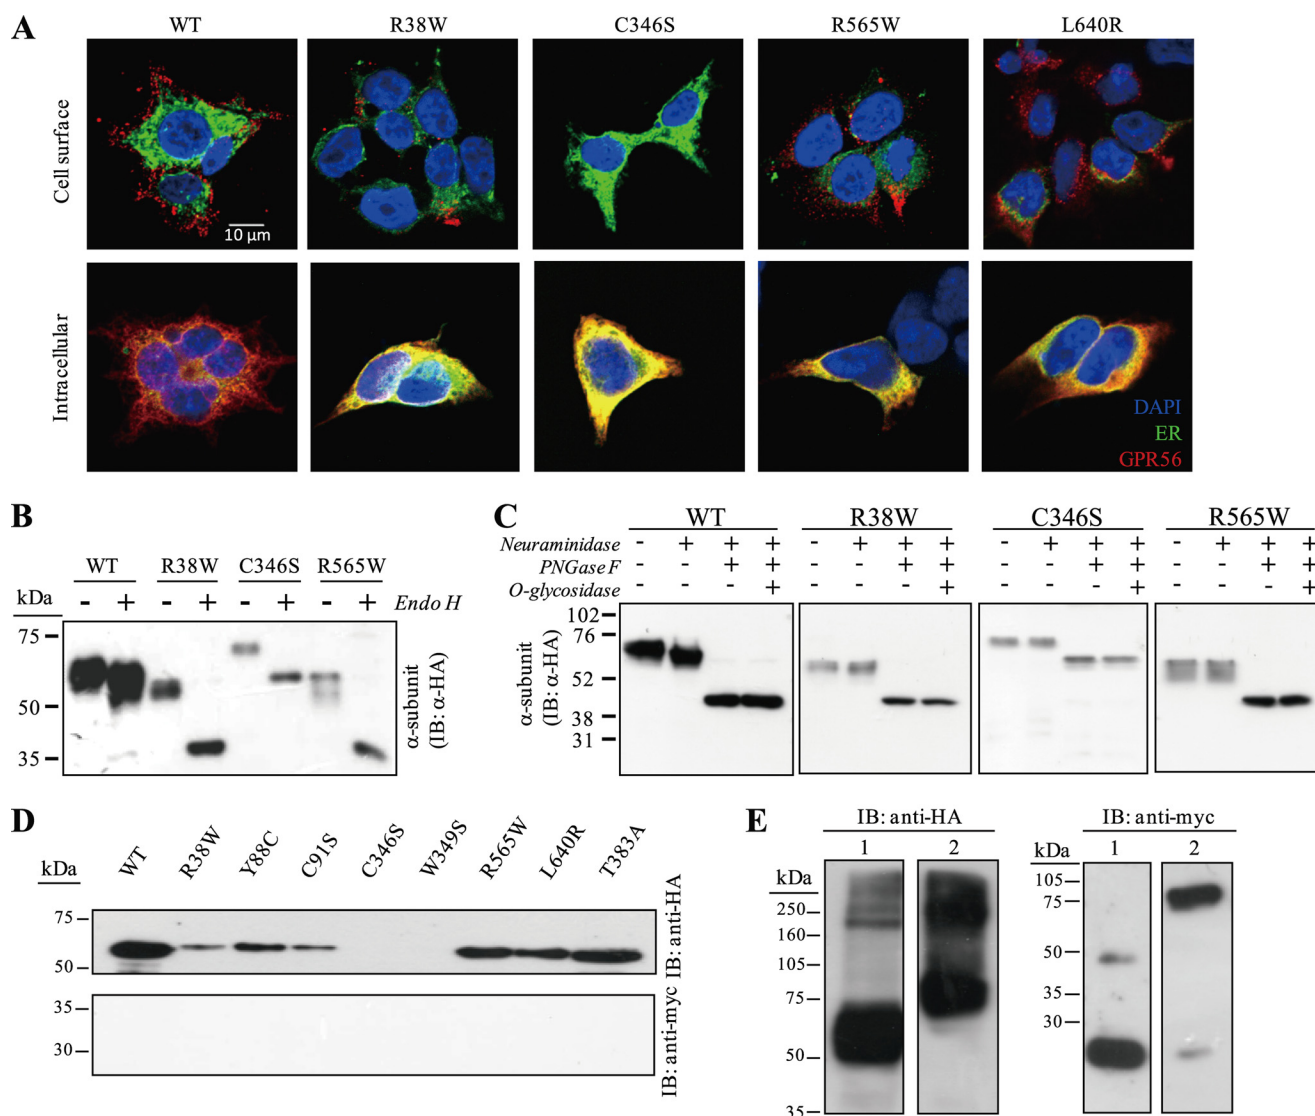 A
WT R38W C346S R565W L640R
Cell surface
10 µm
Intracellular
DAPI
ER
GPR56
B
WT R38W C346S R565W
kDa - + - + - + - + Endo H
75
50
35
α-subunit
(IB: α-HA)
C
WT R38W C346S R565W
Neuraminidase - + + + - + + + - + + + - + + +
PNGase F - - + + - - + + - - + + - - + +
O-glycosidase - + - + - + - +
102
76
52
38
31
α-subunit
(IB: α-HA)
D
kDa WT R38W Y88C C91S C346S W349S R565W L640R T383A
75
50
IB: anti-HA
35
30
IB: anti-myc
E
IB: anti-HA
1 2
kDa
250
160
105
75
50
35
IB: anti-myc
1 2
kDa
105
75
50
35
30